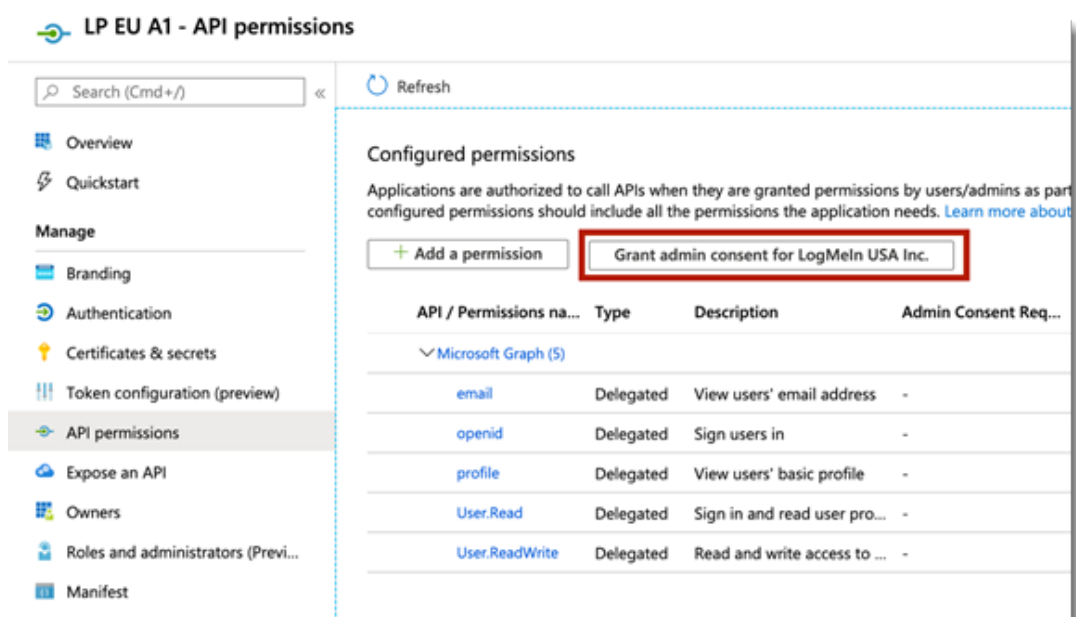 LP EU A1 - API permissions
Search (Cmd+/)
«
Overview
Quickstart
Manage
Branding
Authentication
Certificates & secrets
Token configuration (preview)
API permissions
Expose an API
Owners
Roles and administrators (Previ...
Manifest
Refresh
Configured permissions
Applications are authorized to call APIs when they are granted permissions by users/admins as part
configured permissions should include all the permissions the application needs. Learn more about
+ Add a permission
Grant admin consent for LogMeIn USA Inc.
API / Permissions na... Type Description Admin Consent Req...
Microsoft Graph (5)
email Delegated View users' email address -
openid Delegated Sign users in -
profile Delegated View users' basic profile -
User.Read Delegated Sign in and read user pro... -
User.ReadWrite Delegated Read and write access to ... -